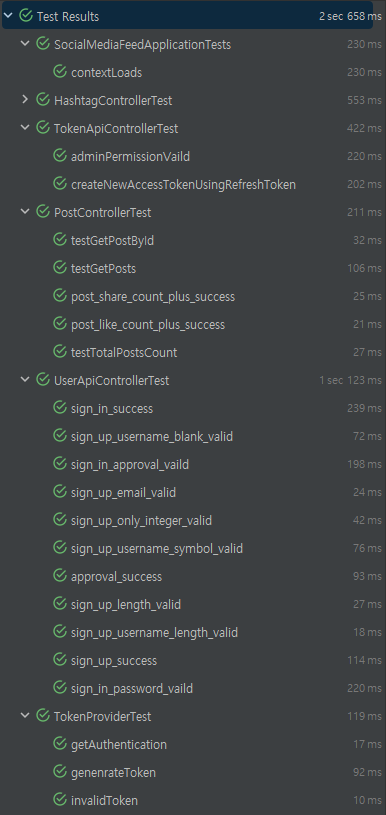 Test Results 2 sec 658 ms
SocialMediaFeedApplicationTests 230 ms
contextLoads 230 ms
HashtagControllerTest 553 ms
TokenApiControllerTest 422 ms
adminPermissionVaild 220 ms
createNewAccessTokenUsingRefreshToken 202 ms
PostControllerTest 211 ms
testGetPostById 32 ms
testGetPosts 106 ms
post_share_count_plus_success 25 ms
post_like_count_plus_success 21 ms
testTotalPostsCount 27 ms
UserApiControllerTest 1 sec 123 ms
sign_in_success 239 ms
sign_up_username_blank_valid 72 ms
sign_in_approval_vaild 198 ms
sign_up_email_valid 24 ms
sign_up_only_integer_valid 42 ms
sign_up_username_symbol_valid 76 ms
approval_success 93 ms
sign_up_length_valid 27 ms
sign_up_username_length_valid 18 ms
sign_up_success 114 ms
sign_in_password_vaild 220 ms
TokenProviderTest 119 ms
getAuthentication 17 ms
genenrateToken 92 ms
invalidToken 10 ms